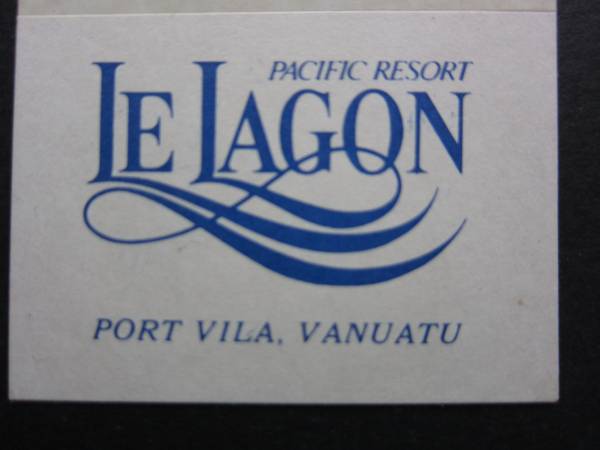 PACIFIC RESORT
LE LAGON
PORT VILA, VANUATU